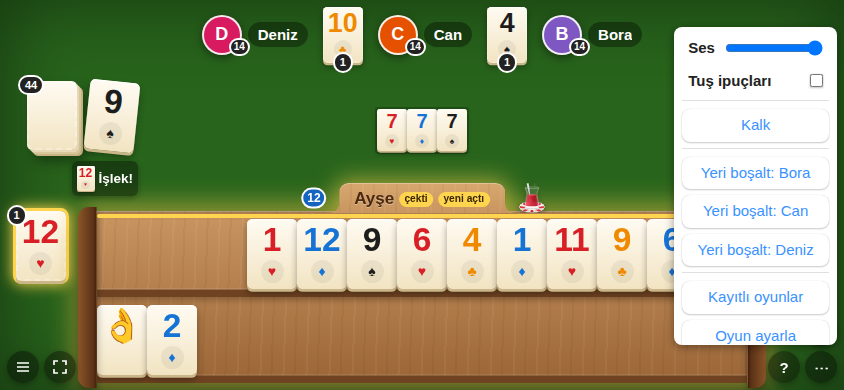 D 14 Deniz
10 1
C 14 Can
4 1
B 14 Bora
Ses
Tuş ipuçları
Kalk
Yeri boşalt: Bora
Yeri boşalt: Can
Yeri boşalt: Deniz
Kayıtlı oyunlar
Oyun ayarla
44
9
7 7 7
12 İşlek!
12 Ayşe çekti yeni açtı
1 12
1 12 9 6 4 1 11 9 6
2
? ...